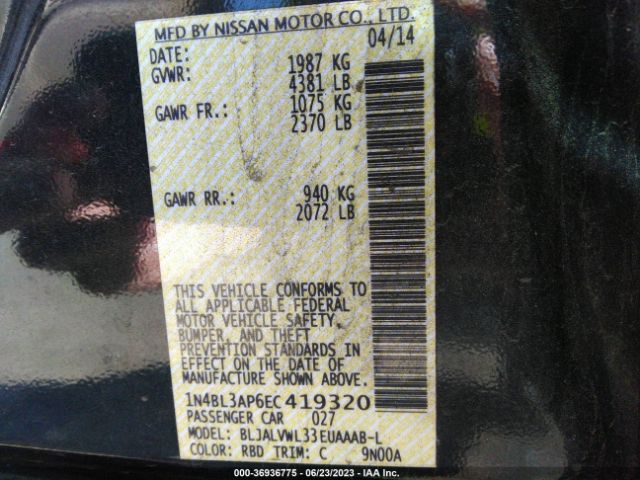 MFD BY NISSAN MOTOR CO., LTD.
DATE: 04/14
GVWR: 1987 KG
4381 LB
GAWR FR.: 1075 KG
2370 LB
GAWR RR.: 940 KG
2072 LB
THIS VEHICLE CONFORMS TO
ALL APPLICABLE FEDERAL
MOTOR VEHICLE SAFETY,
BUMPER, AND THEFT
PREVENTION STANDARDS IN
EFFECT ON THE DATE OF
MANUFACTURE SHOWN ABOVE.
1N4BL3AP6EC 419320
PASSENGER CAR 027
MODEL: BLJALVWL33EUAAAB-L
COLOR: RBD TRIM: C 9N00A
000-36936775 — 06/23/2023 — IAA Inc.